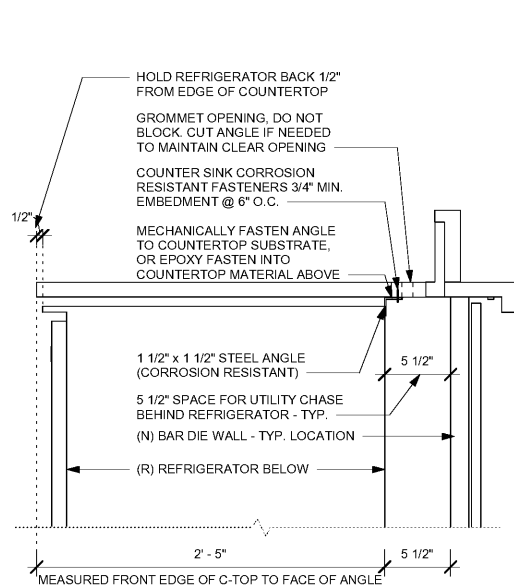 HOLD REFRIGERATOR BACK 1/2"
FROM EDGE OF COUNTERTOP
GROMMET OPENING, DO NOT
BLOCK. CUT ANGLE IF NEEDED
TO MAINTAIN CLEAR OPENING
COUNTER SINK CORROSION
RESISTANT FASTENERS 3/4" MIN.
EMBEDMENT @ 6" O.C.
1/2"
MECHANICALLY FASTEN ANGLE
TO COUNTERTOP SUBSTRATE,
OR EPOXY FASTEN INTO
COUNTERTOP MATERIAL ABOVE
1 1/2" x 1 1/2" STEEL ANGLE
(CORROSION RESISTANT)
5 1/2"
5 1/2" SPACE FOR UTILITY CHASE
BEHIND REFRIGERATOR - TYP.
(N) BAR DIE WALL - TYP. LOCATION
(R) REFRIGERATOR BELOW
2' - 5"
5 1/2"
MEASURED FRONT EDGE OF C-TOP TO FACE OF ANGLE